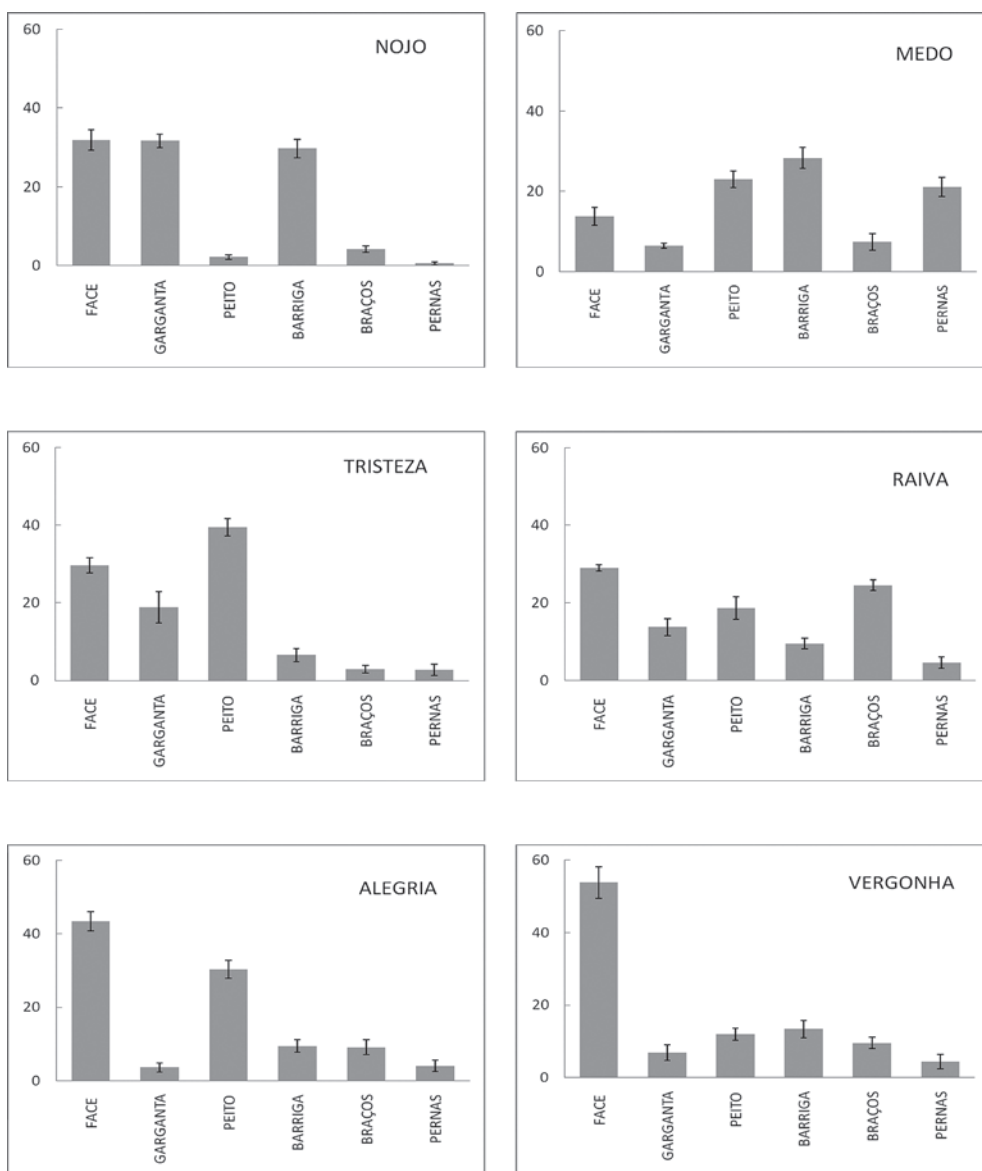 NOJO
60
40
20
0
FACE
GARGANTA
PEITO
BARRIGA
BRAÇOS
PERNAS
MEDO
60
40
20
0
FACE
GARGANTA
PEITO
BARRIGA
BRAÇOS
PERNAS
TRISTEZA
60
40
20
0
FACE
GARGANTA
PEITO
BARRIGA
BRAÇOS
PERNAS
RAIVA
60
40
20
0
FACE
GARGANTA
PEITO
BARRIGA
BRAÇOS
PERNAS
ALEGRIA
60
40
20
0
FACE
GARGANTA
PEITO
BARRIGA
BRAÇOS
PERNAS
VERGONHA
60
40
20
0
FACE
GARGANTA
PEITO
BARRIGA
BRAÇOS
PERNAS